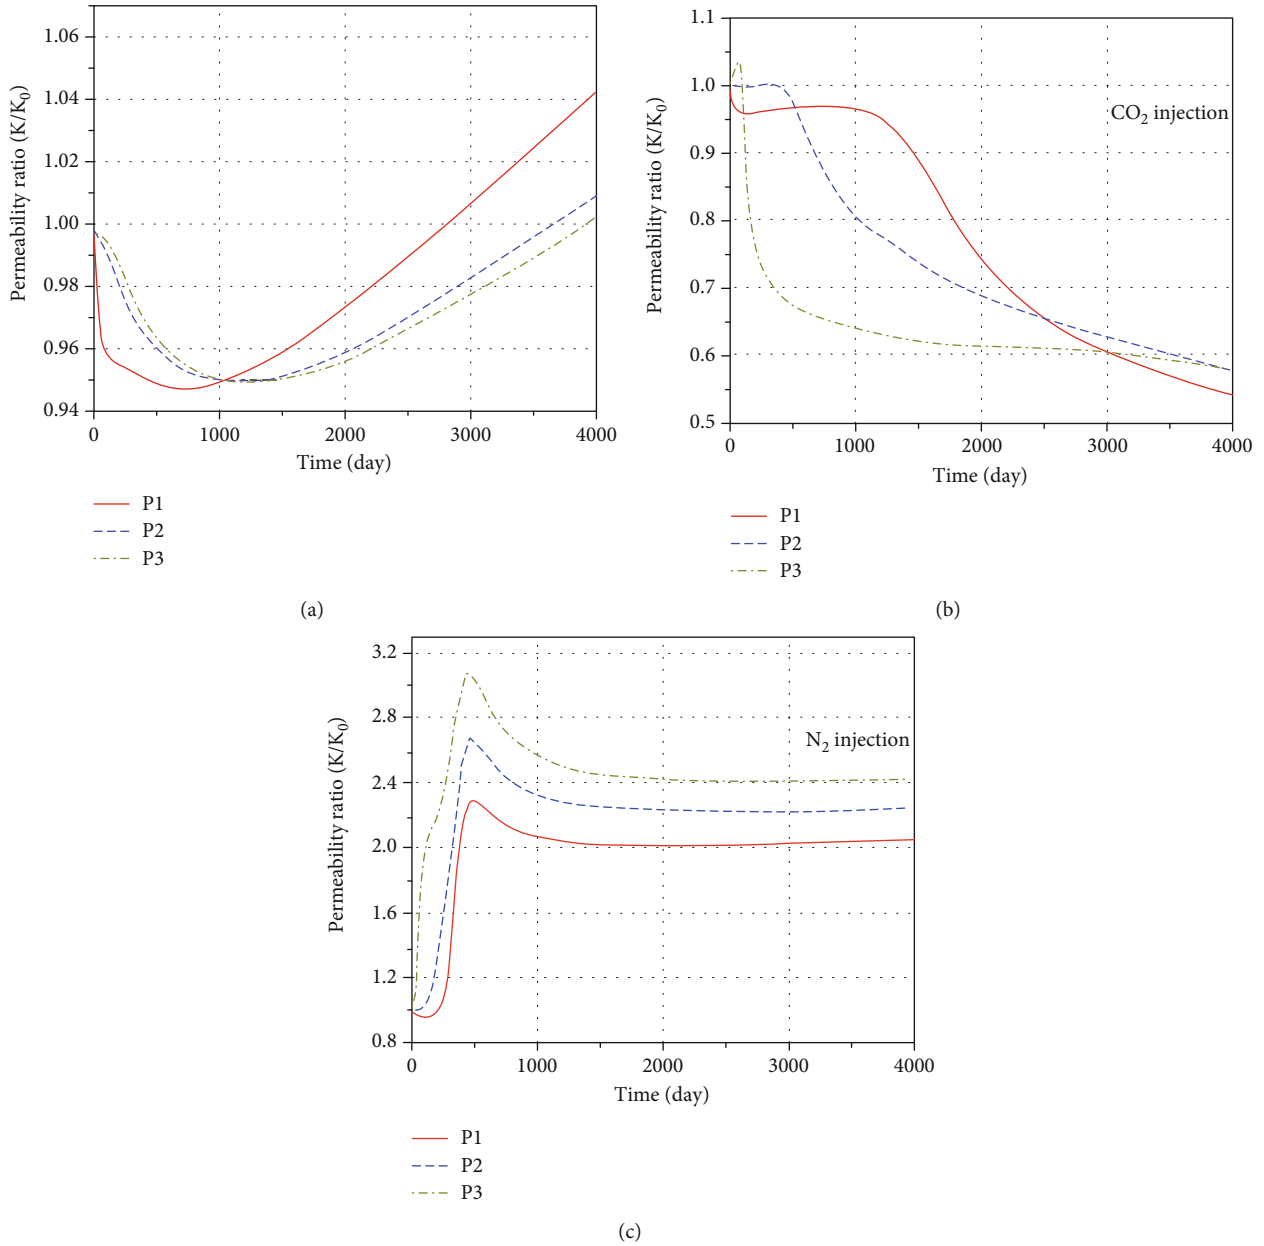 1.06
1.04
1.02
1.00
0.98
0.96
0.94
Permeability ratio (K/K0)
0
1000
2000
3000
4000
Time (day)
P1
P2
P3
(a)
1.1
1.0
0.9
0.8
0.7
0.6
0.5
Permeability ratio (K/K0)
CO2 injection
0
1000
2000
3000
4000
Time (day)
P1
P2
P3
(b)
3.2
2.8
2.4
2.0
1.6
1.2
0.8
Permeability ratio (K/K0)
N2 injection
0
1000
2000
3000
4000
Time (day)
P1
P2
P3
(c)